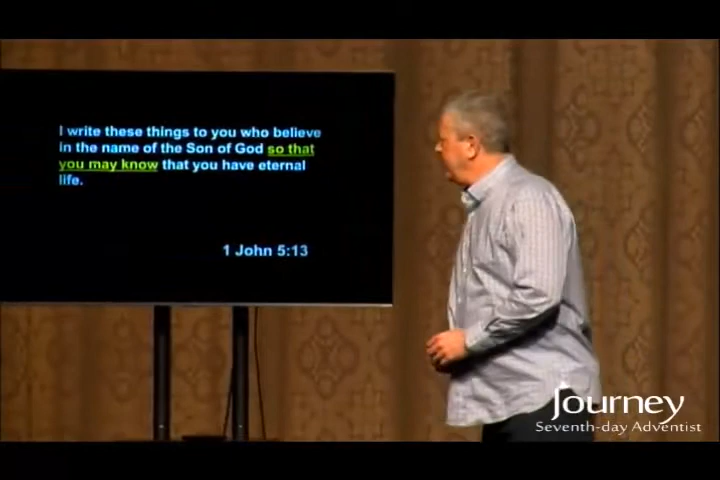 I write these things to you who believe
in the name of the Son of God so that
you may know that you have eternal
life.
1 John 5:13
Journey
Seventh-day Adventist